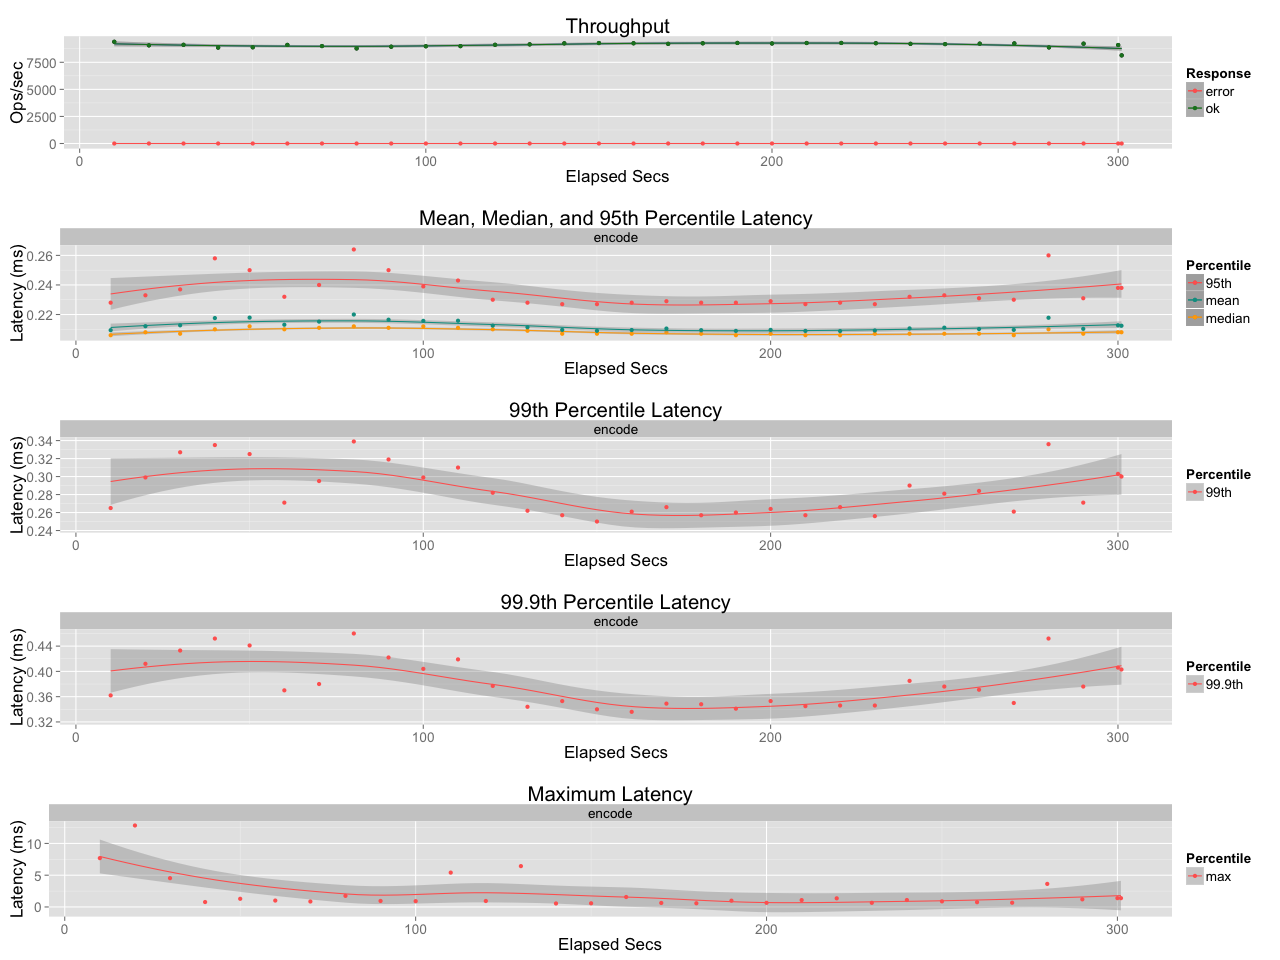 Throughput
Ops/sec
7500
5000
2500
0
0 100 200 300
Elapsed Secs
Response
error
ok
Mean, Median, and 95th Percentile Latency
encode
Latency (ms)
0.26
0.24
0.22
0 100 200 300
Elapsed Secs
Percentile
95th
mean
median
99th Percentile Latency
encode
Latency (ms)
0.34
0.32
0.30
0.28
0.26
0.24
0 100 200 300
Elapsed Secs
Percentile
99th
99.9th Percentile Latency
encode
Latency (ms)
0.44
0.40
0.36
0.32
0 100 200 300
Elapsed Secs
Percentile
99.9th
Maximum Latency
encode
Latency (ms)
10
5
0
0 100 200 300
Elapsed Secs
Percentile
max